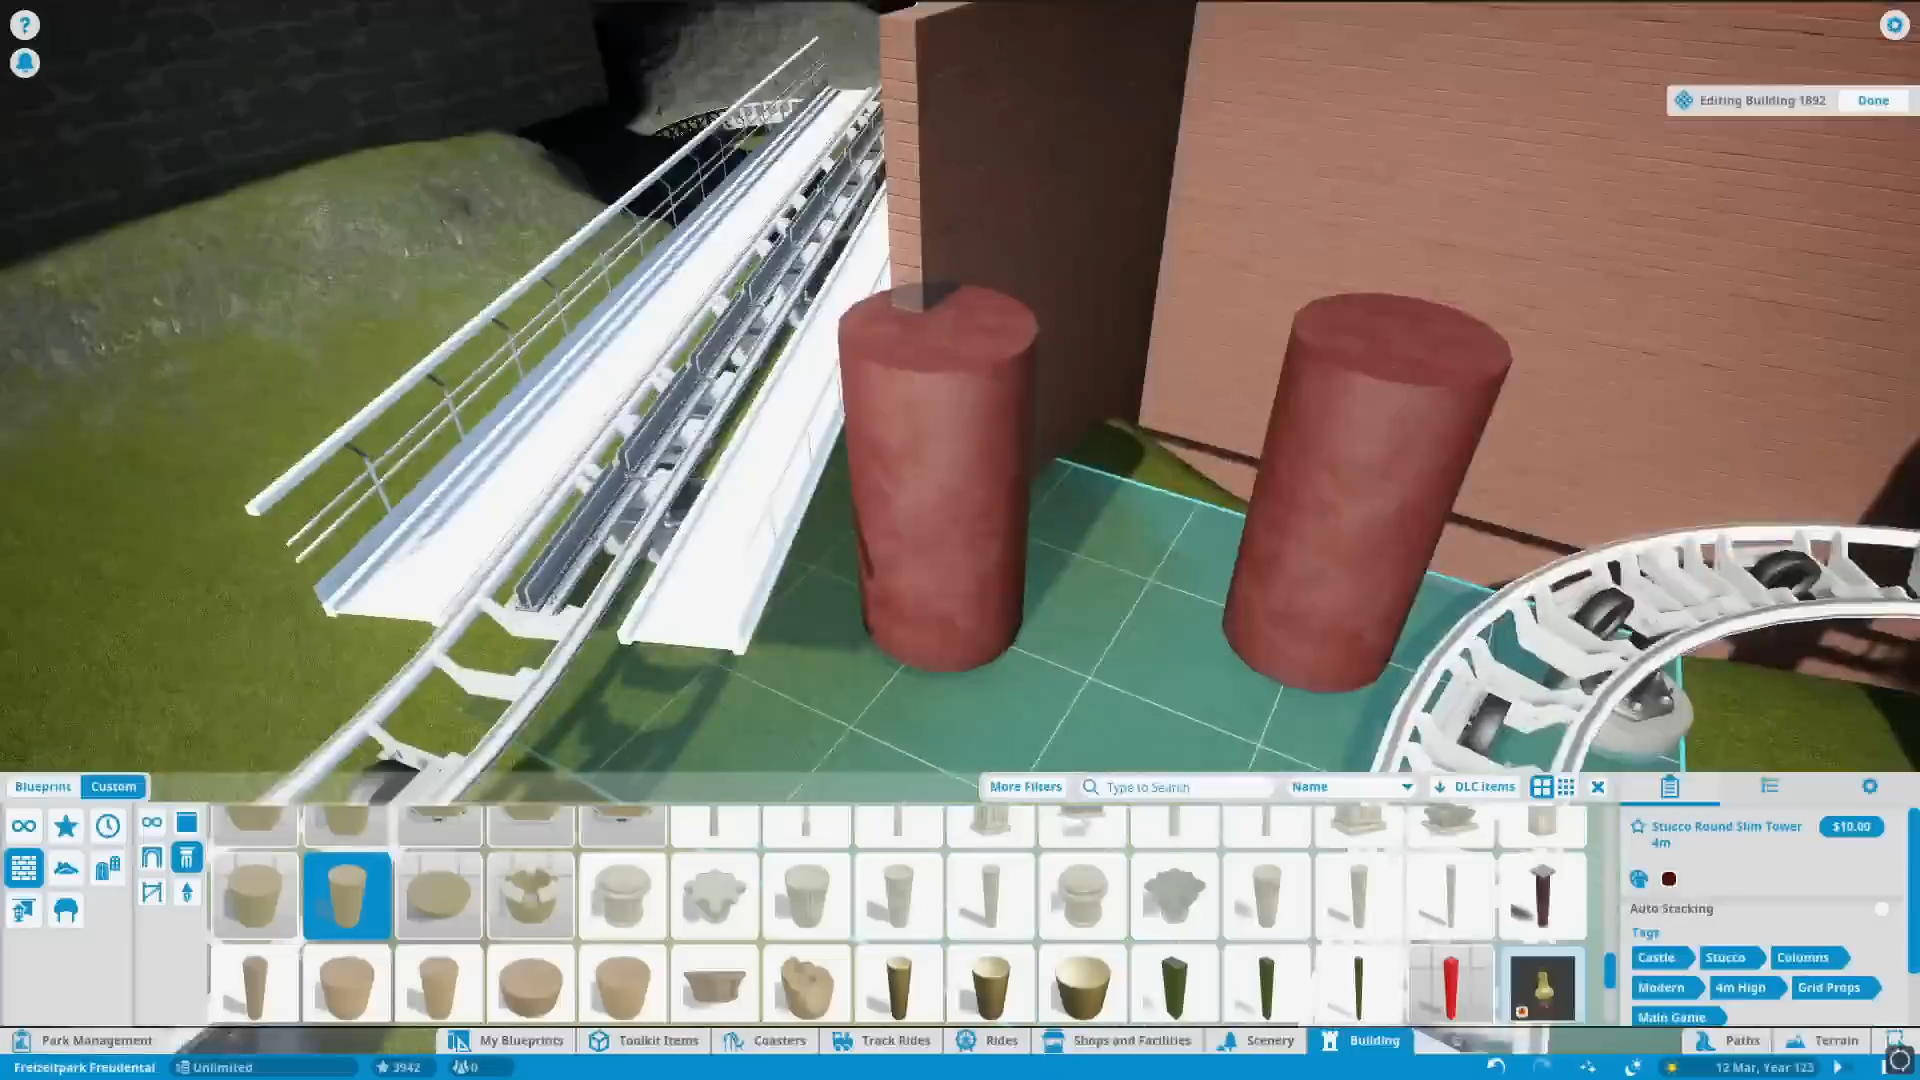 ?
Editing Building 1892
Done
Blueprint
Custom
More Filters
Type to Search
Name
DLC Items
Stucco Round Slim Tower 4m
$10.00
Auto Stacking
Tags
Castle
Stucco
Columns
Modern
4m High
Grid Props
Main Game
Park Management
My Blueprints
Toolkit Items
Coasters
Track Rides
Rides
Shops and Facilities
Scenery
Building
Paths
Terrain
Freizeitpark Freudental
Unlimited
3942
0
12 Mar, Year 123